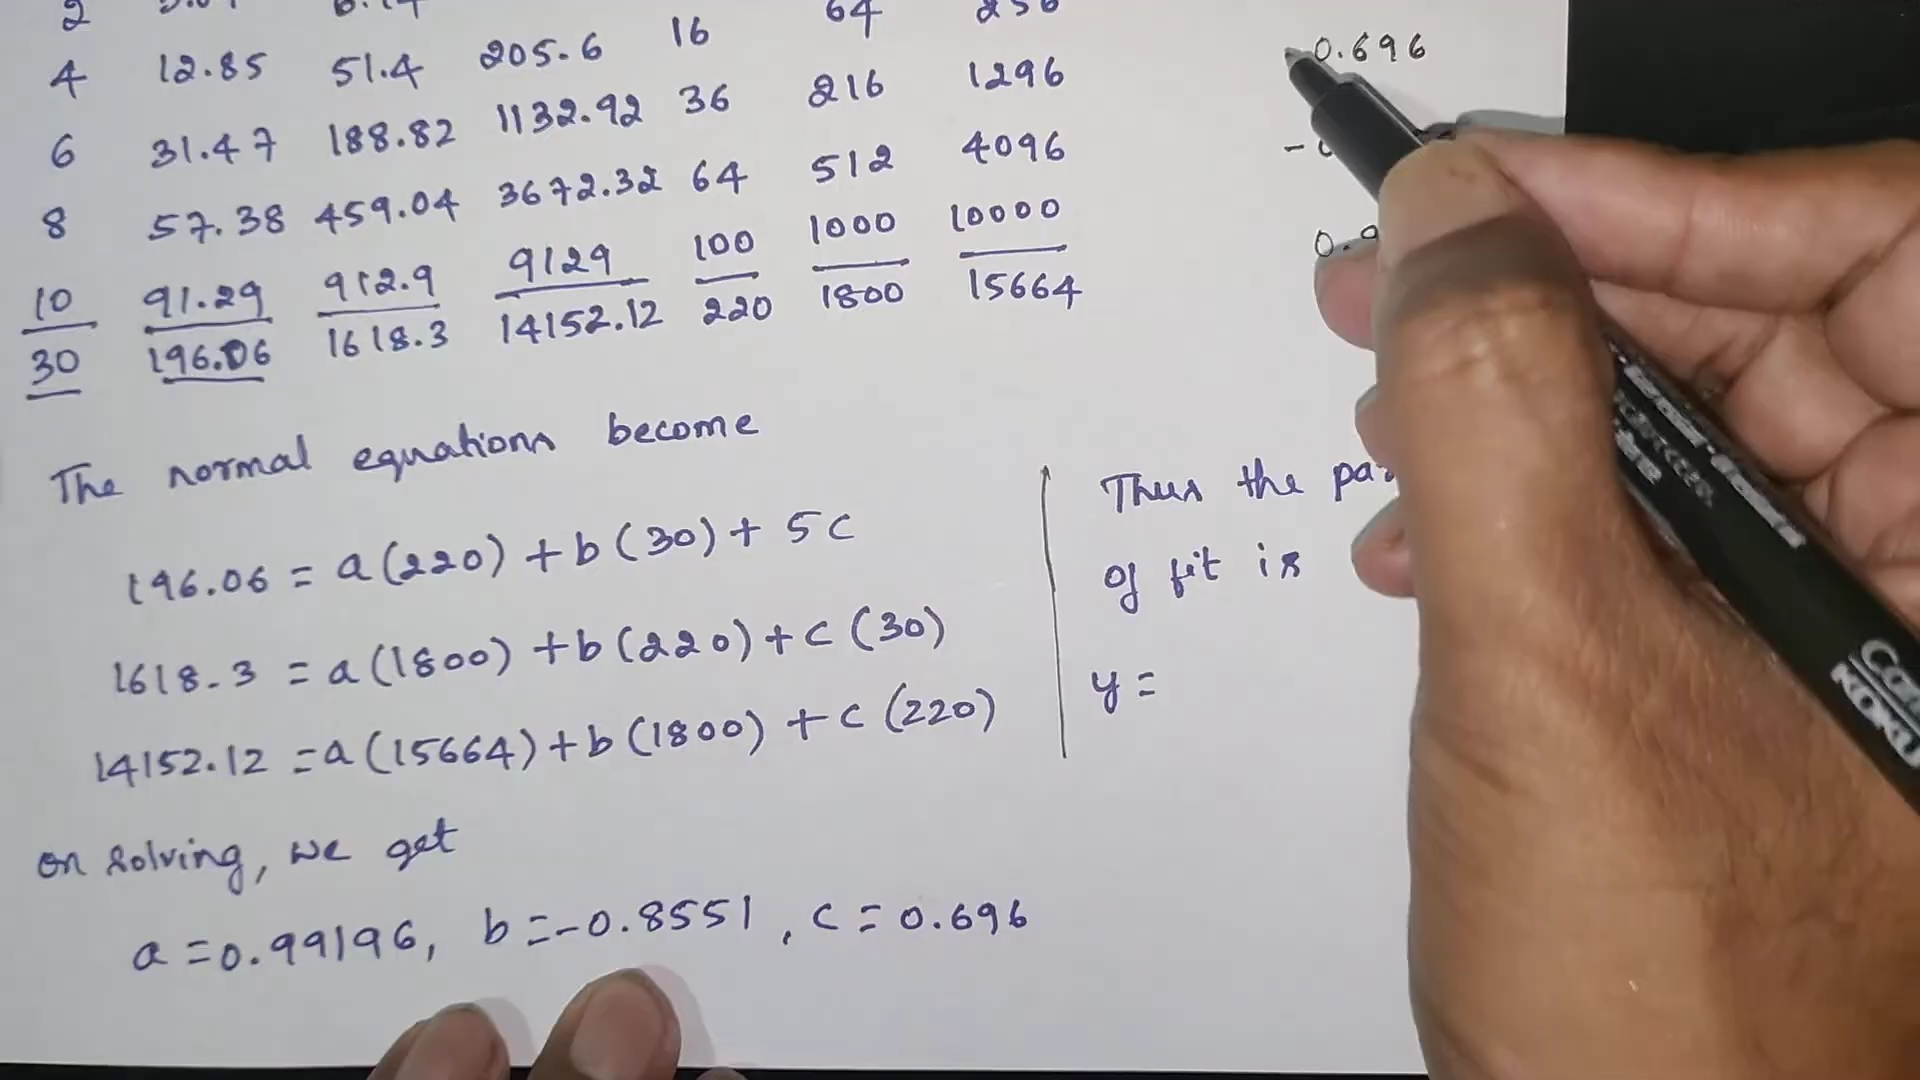 2
4 12.85 51.4 205.6 16 64 256
6 31.47 188.82 1132.92 36 216 1296
8 57.38 459.04 3672.32 64 512 4096
10 91.29 912.9 9129 100 1000 10000
30 196.06 1618.3 14152.12 220 1800 15664
0.696
The normal equations become
196.06 = a(220) + b(30) + 5c
1618.3 = a(1800) + b(220) + c(30)
14152.12 = a(15664) + b(1800) + c(220)
on solving, we get
a = 0.99196, b = -0.8551, c = 0.696
Thus the
of fit is
y =